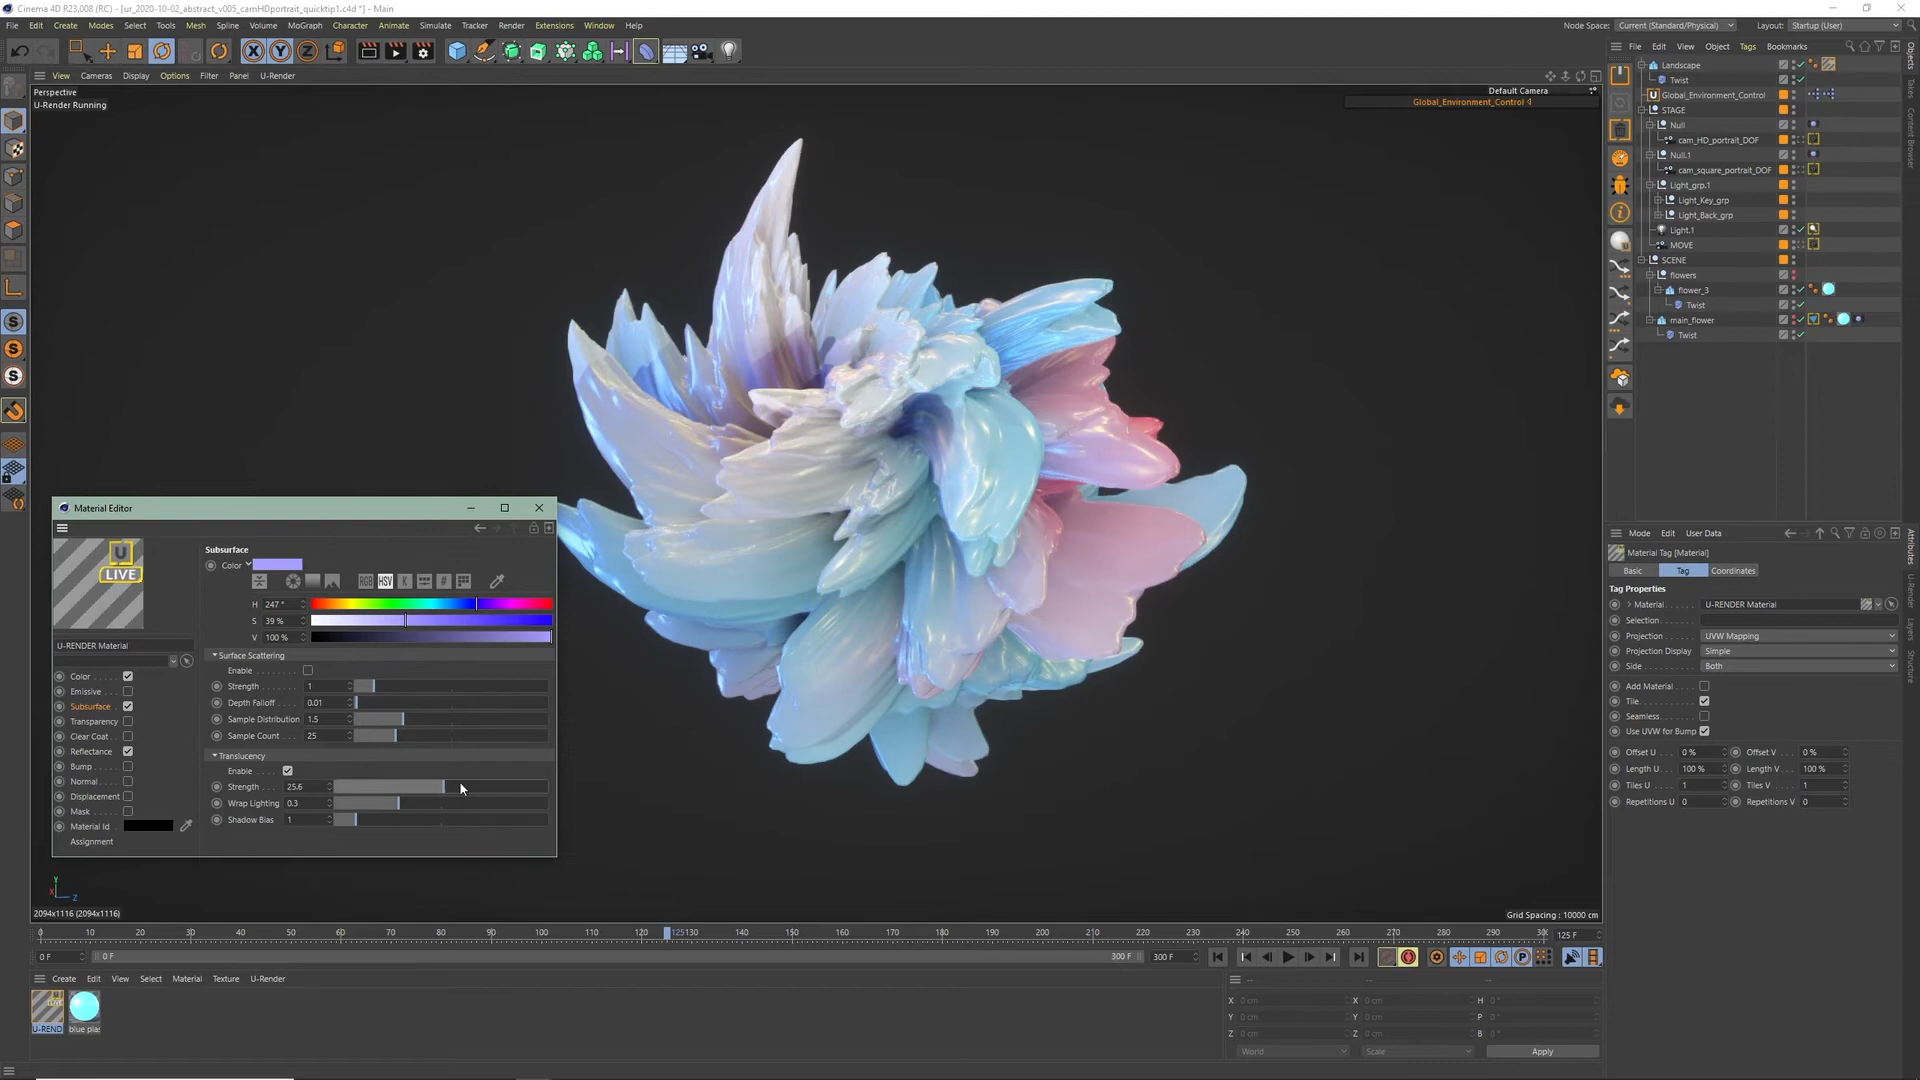 Cinema 4D R23.008 (RC) - [ur_2020-10-02_abstract_v005_camHDportrait_quicktip1.c4d *] - Main
File Edit Create Modes Select Tools Mesh Spline Volume MoGraph Character Animate Simulate Tracker Render Extensions Window Help
Node Space: Current (Standard/Physical) Layout: Startup (User)
View Cameras Display Options Filter Panel U-Render
File Edit View Object Tags Bookmarks
Perspective
U-Render Running
Default Camera
Global_Environment_Control
Landscape
Twist
Global_Environment_Control
STAGE
Null
cam_HD_portrait_DOF
Null.1
cam_square_portrait_DOF
Light_grp.1
Light_Key_grp
Light_Back_grp
Light.1
MOVE
SCENE
flowers
flower_3
Twist
main_flower
Twist
Objects
Takes
Content Browser
Material Editor
U
LIVE
U-RENDER Material
Color
Emissive
Subsurface
Transparency
Clear Coat
Reflectance
Bump
Normal
Displacement
Mask
Material Id
Assignment
Subsurface
Color
RGB HSV K #
H 247 °
S 39 %
V 100 %
Surface Scattering
Enable
Strength 1
Depth Falloff 0.01
Sample Distribution 1.5
Sample Count 25
Translucency
Enable
Strength 25.6
Wrap Lighting 0.3
Shadow Bias 1
Mode Edit User Data
Material Tag [Material]
Basic Tag Coordinates
Tag Properties
Material U-RENDER Material
Selection
Projection UVW Mapping
Projection Display Simple
Side Both
Add Material
Tile
Seamless
Use UVW for Bump
Offset U 0 % Offset V 0 %
Length U 100 % Length V 100 %
Tiles U 1 Tiles V 1
Repetitions U 0 Repetitions V 0
Attributes
U-Render
Layers
Structure
Y
X
Z
2094x1116 (2094x1116)
Grid Spacing : 10000 cm
0 10 20 30 40 50 60 70 80 90 100 110 120 125 130 140 150 160 170 180 190 200 210 220 230 240 250 260 270 280 290 125 F
0 F 0 F 300 F 300 F
Create Edit View Select Material Texture U-Render
U-REND blue plas
X 0 cm X 0 cm H 0 °
Y 0 cm Y 0 cm P 0 °
Z 0 cm Z 0 cm B 0 °
World Scale Apply